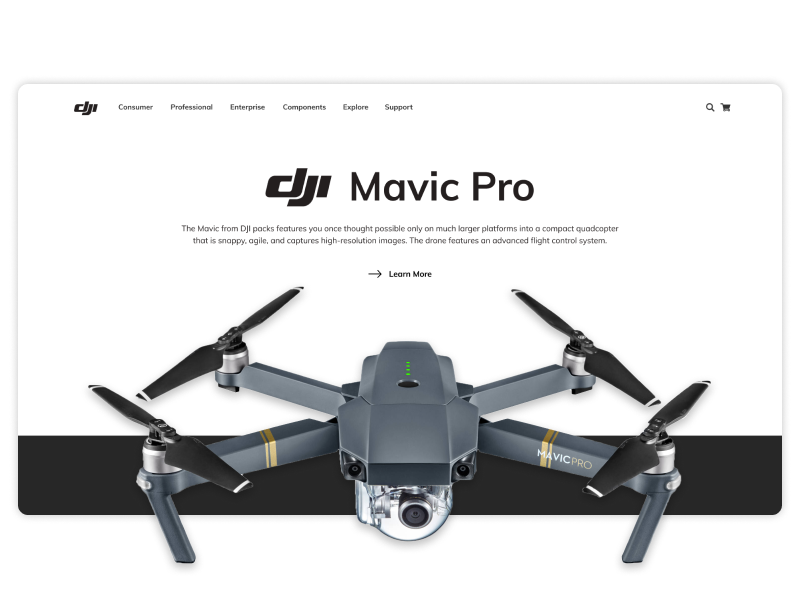 dji Consumer Professional Enterprise Components Explore Support
dji Mavic Pro
The Mavic from DJI packs features you once thought possible only on much larger platforms into a compact quadcopter
that is snappy, agile, and captures high-resolution images. The drone features an advanced flight control system.
Learn More
MAVICPRO